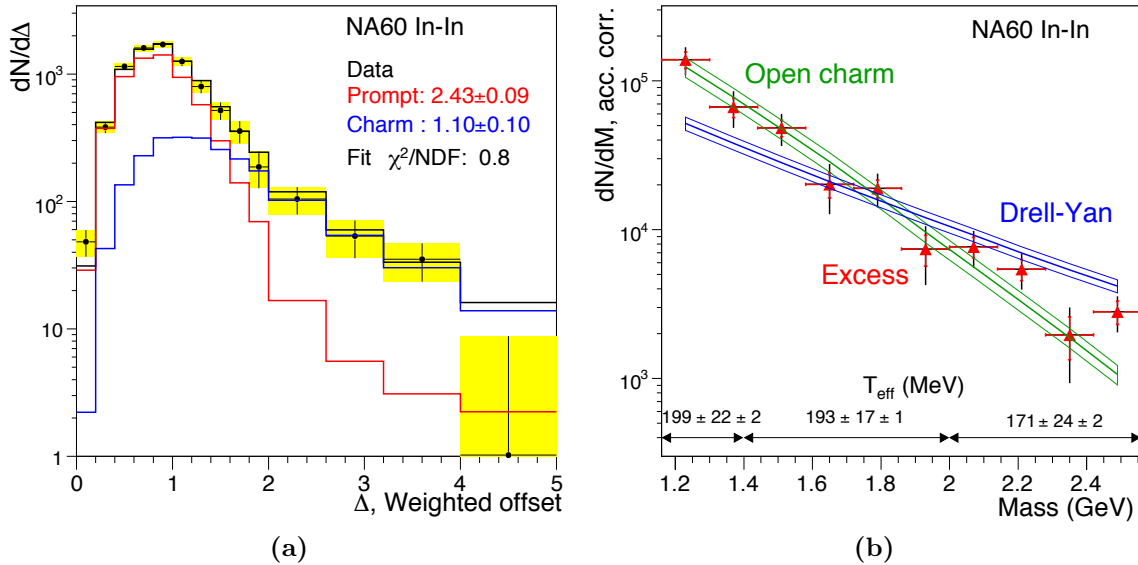 NA60 In-In
Data
Prompt: 2.43±0.09
Charm : 1.10±0.10
Fit χ²/NDF: 0.8
dN/dΔ
10³
10²
10
1
0 1 2 3 4 5
Δ, Weighted offset
(a)
NA60 In-In
Open charm
Drell-Yan
Excess
T_eff (MeV)
199 ± 22 ± 2 193 ± 17 ± 1 171 ± 24 ± 2
dN/dM, acc. corr.
10⁵
10⁴
10³
1.2 1.4 1.6 1.8 2 2.2 2.4
Mass (GeV)
(b)